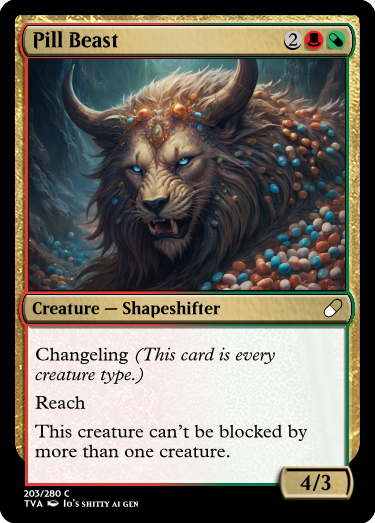 Pill Beast 2
Creature — Shapeshifter
Changeling (This card is every
creature type.)
Reach
This creature can't be blocked by
more than one creature.
4/3
203/280 C
TVA Io's shitty ai gen